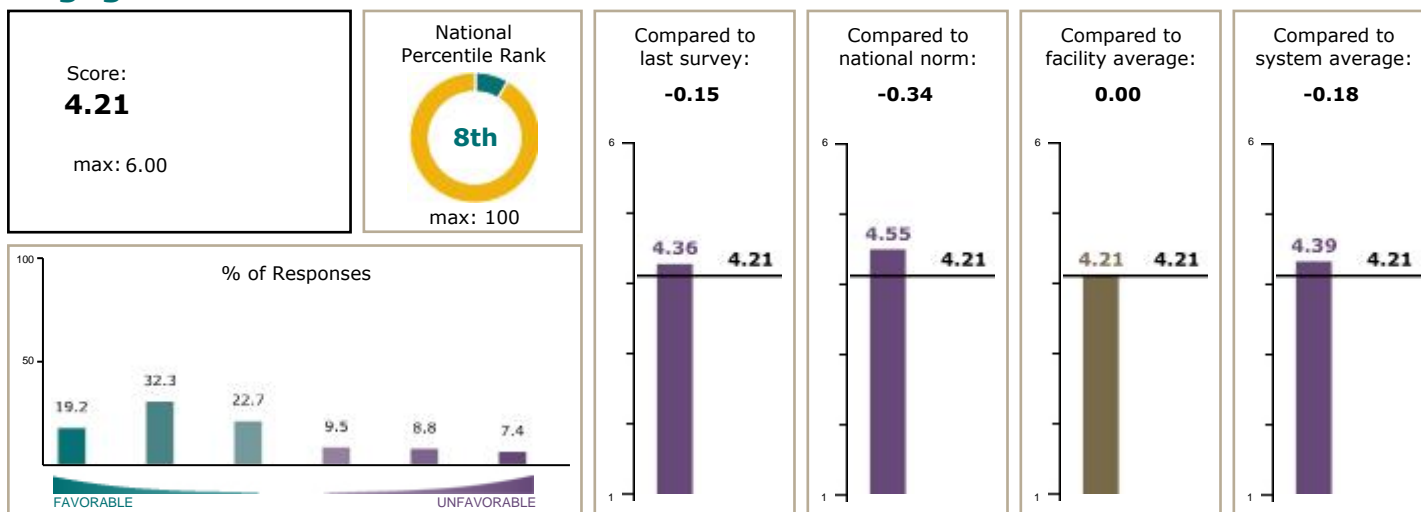 Score:
4.21
max: 6.00
National
Percentile Rank
8th
max: 100
% of Responses
100
50
19.2
32.3
22.7
9.5
8.8
7.4
FAVORABLE
UNFAVORABLE
Compared to
last survey:
-0.15
6
4.36
4.21
1
Compared to
national norm:
-0.34
6
4.55
4.21
1
Compared to
facility average:
0.00
6
4.21
4.21
1
Compared to
system average:
-0.18
6
4.39
4.21
1